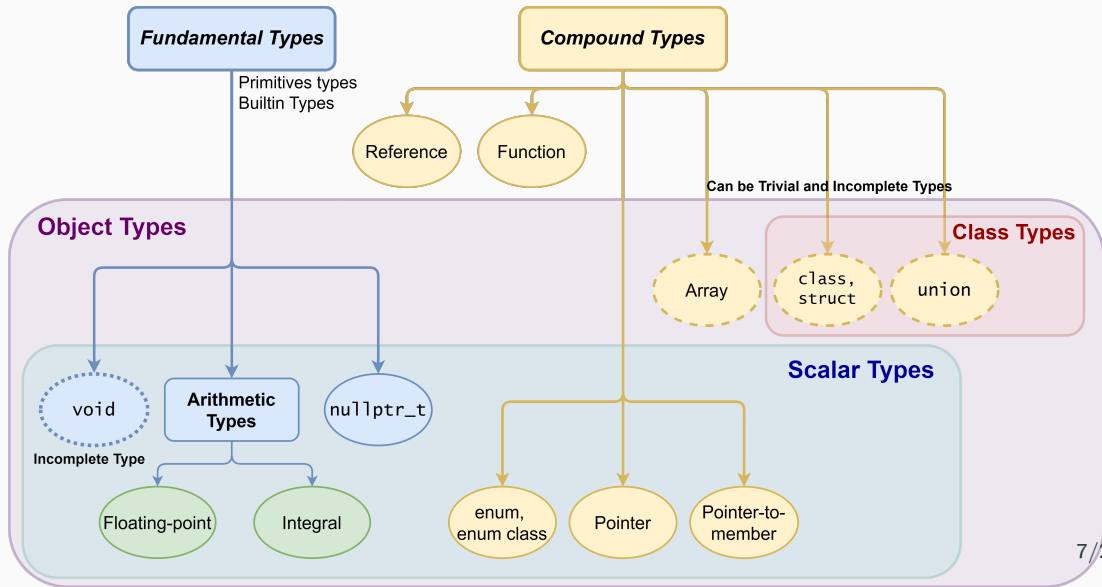 Fundamental Types
Compound Types
Primitives types
Builtin Types
Reference
Function
Can be Trivial and Incomplete Types
Object Types
Class Types
Array
class,
struct
union
Scalar Types
void
Arithmetic
Types
nullptr_t
Incomplete Type
Floating-point
Integral
enum,
enum class
Pointer
Pointer-to-
member
7/